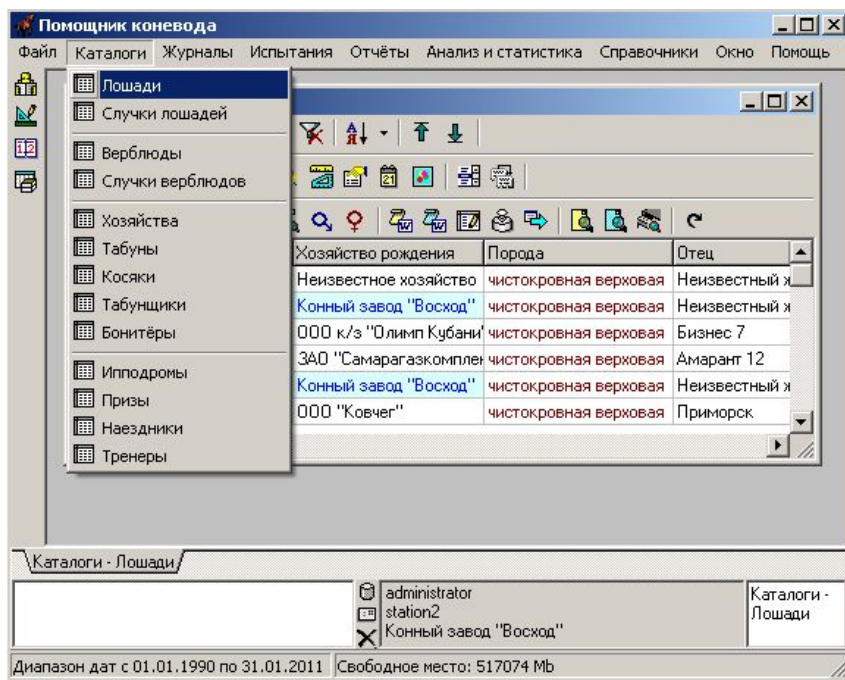 Помощник коневода
Файл Каталоги Журналы Испытания Отчёты Анализ и статистика Справочники Окно Помощь
Лошади
Случки лошадей
Верблюды
Случки верблюдов
Хозяйства
Табуны
Косяки
Табунщики
Бонитёры
Ипподромы
Призы
Наездники
Тренеры
Хозяйство рождения Порода Отец
Неизвестное хозяйство чистокровная верховая Неизвестный ж
Конный завод "Восход" чистокровная верховая Неизвестный ж
ООО к/з "Олимп Кубани" чистокровная верховая Бизнес 7
ЗАО "Самарагазкомплек чистокровная верховая Амарант 12
Конный завод "Восход" чистокровная верховая Неизвестный ж
ООО "Ковчег" чистокровная верховая Приморск
Каталоги - Лошади
administrator
station2
Конный завод "Восход"
Каталоги -
Лошади
Диапазон дат с 01.01.1990 по 31.01.2011 Свободное место: 517074 Mb